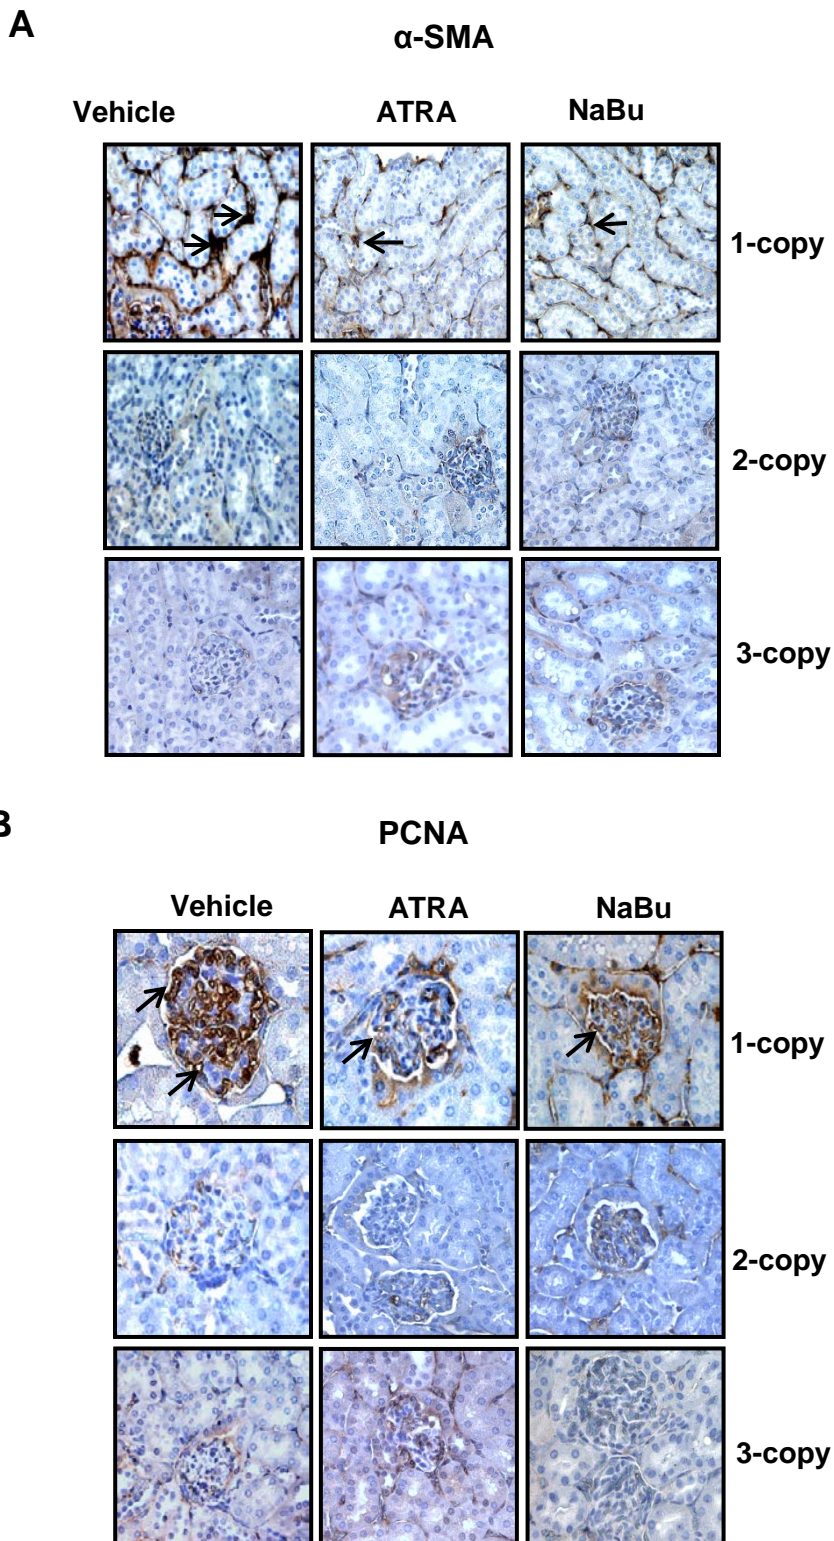 A
α-SMA
Vehicle ATRA NaBu
1-copy
2-copy
3-copy
B
PCNA
Vehicle ATRA NaBu
1-copy
2-copy
3-copy